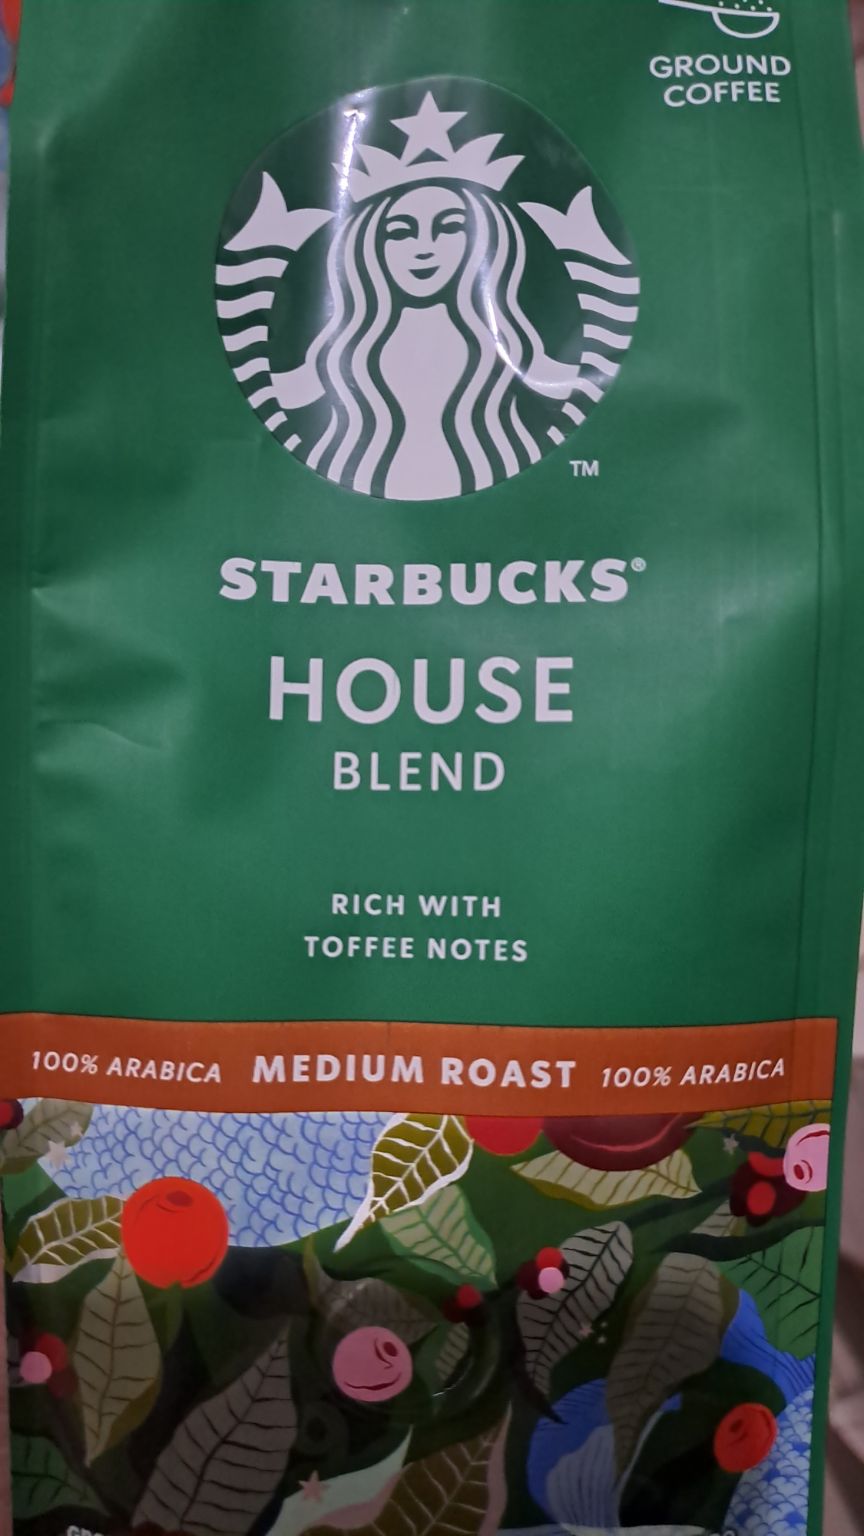 GROUND
COFFEE
TM
STARBUCKS®
HOUSE
BLEND
RICH WITH
TOFFEE NOTES
100% ARABICA MEDIUM ROAST 100% ARABICA